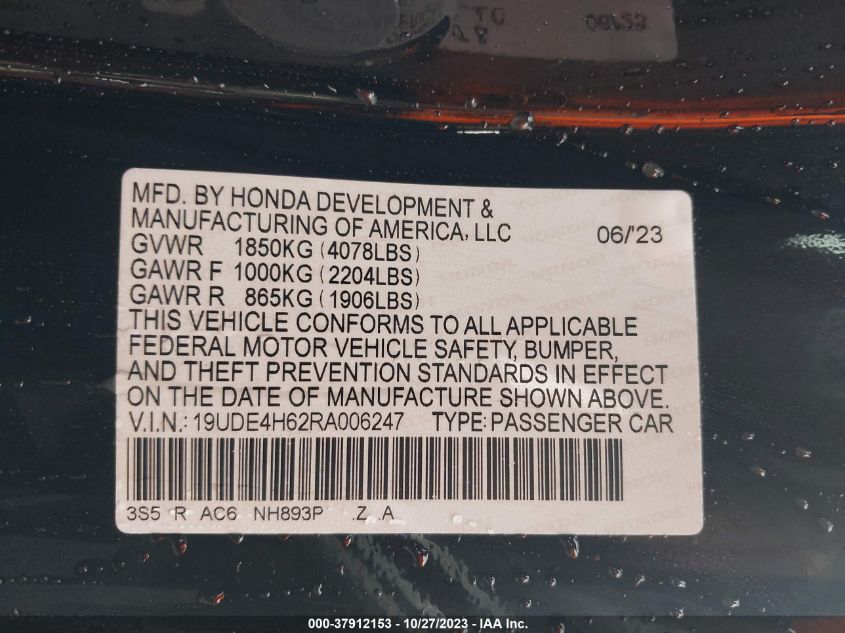 08/'23
MFD. BY HONDA DEVELOPMENT &
MANUFACTURING OF AMERICA, LLC 06/'23
GVWR 1850KG (4078LBS)
GAWR F 1000KG (2204LBS)
GAWR R 865KG (1906LBS)
THIS VEHICLE CONFORMS TO ALL APPLICABLE
FEDERAL MOTOR VEHICLE SAFETY, BUMPER,
AND THEFT PREVENTION STANDARDS IN EFFECT
ON THE DATE OF MANUFACTURE SHOWN ABOVE.
V.I.N.: 19UDE4H62RA006247 TYPE: PASSENGER CAR
3S5 R AC6 NH893P .Z .A
000-37912153 - 10/27/2023 - IAA Inc.